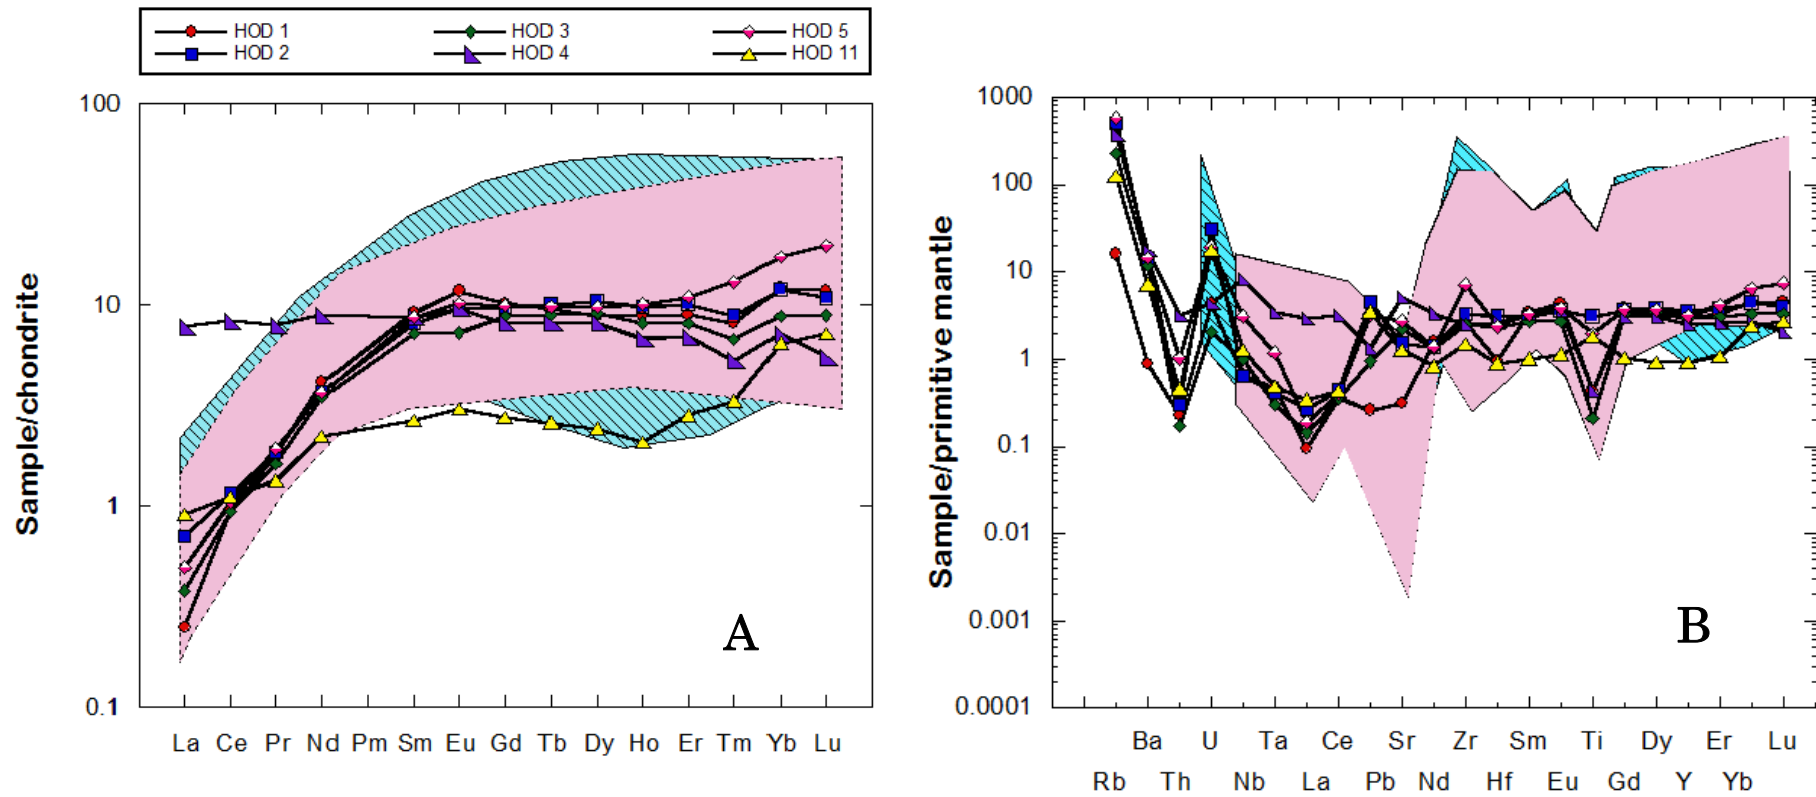 HOD 1 HOD 3 HOD 5
HOD 2 HOD 4 HOD 11
Sample/chondrite
100
10
1
0.1
A
La Ce Pr Nd Pm Sm Eu Gd Tb Dy Ho Er Tm Yb Lu
Sample/primitive mantle
1000
100
10
1
0.1
0.01
0.001
0.0001
B
Ba U Ta Ce Sr Zr Sm Ti Dy Er Lu
Rb Th Nb La Pb Nd Hf Eu Gd Y Yb